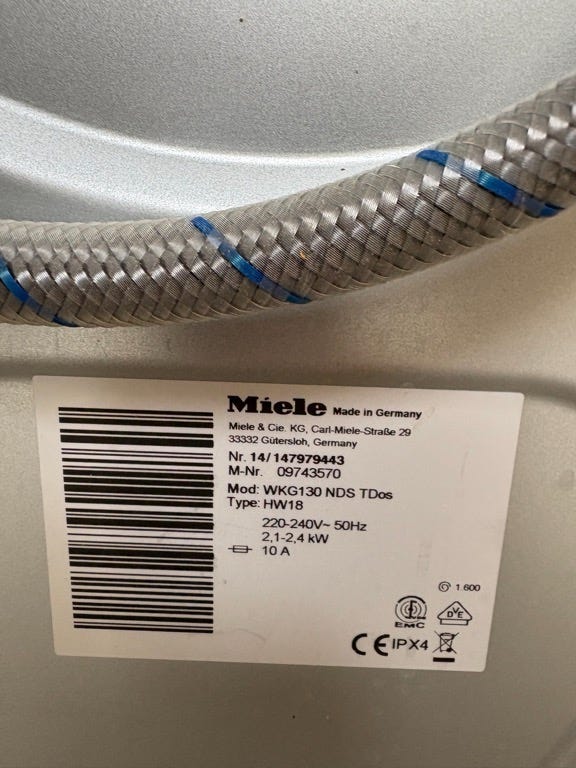 Miele Made in Germany
Miele & Cie. KG, Carl-Miele-Straße 29
33332 Gütersloh, Germany
Nr. 14/147979443
M-Nr. 09743570
Mod: WKG130 NDS TDos
Type: HW18
220-240V~ 50Hz
2,1-2,4 kW
10 A
1.600
EMC
DVE
CE IPX4